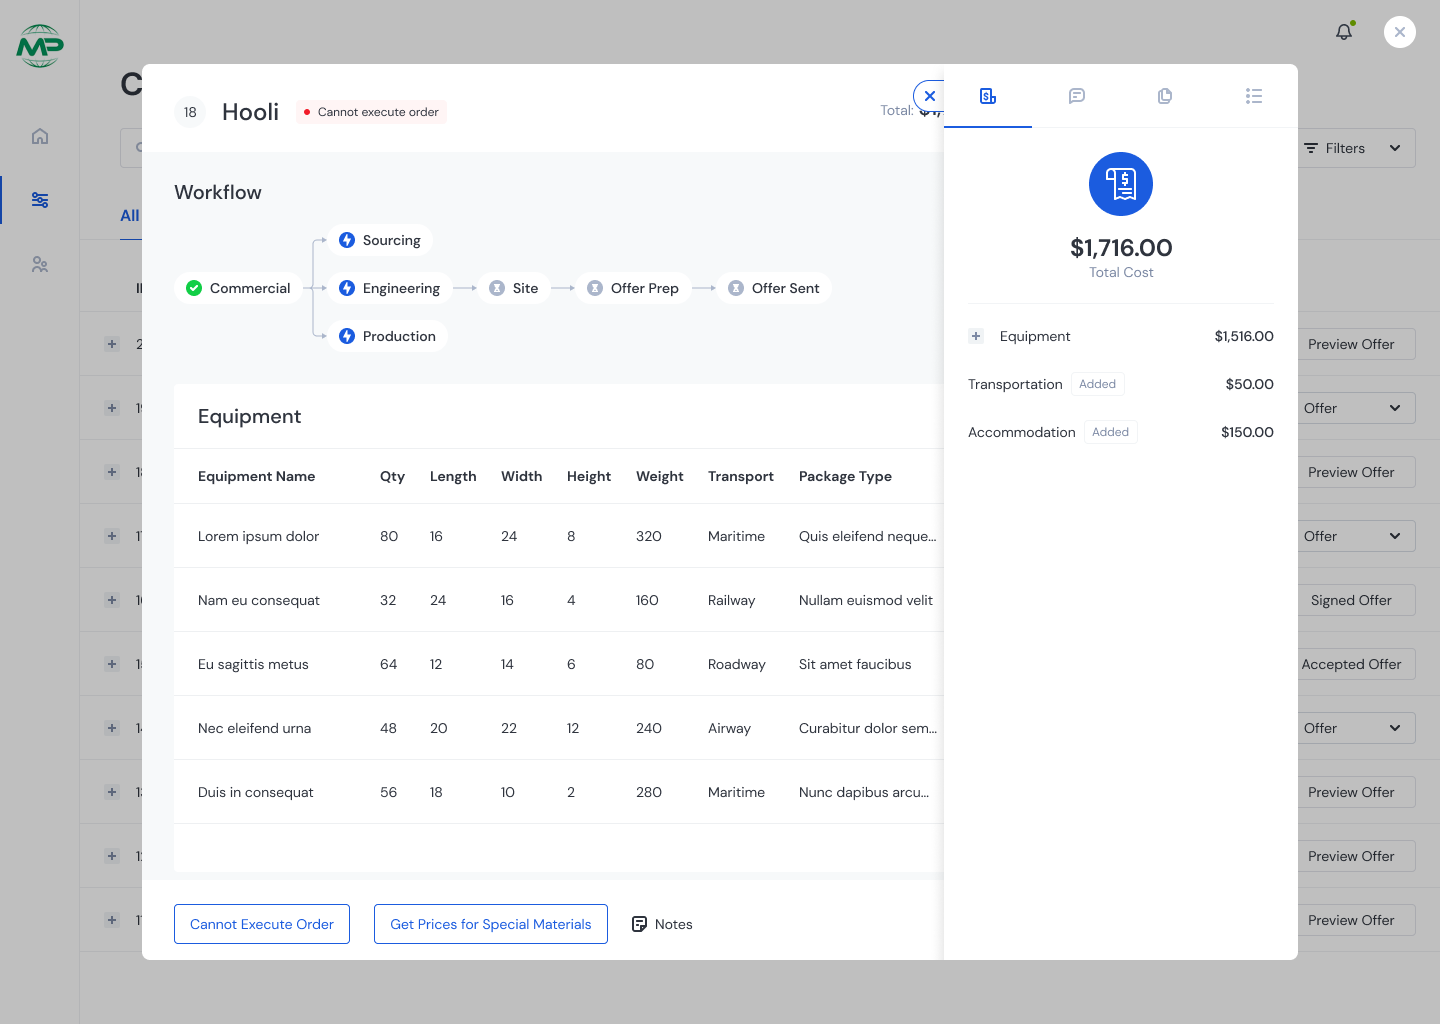 MP
18
Hooli
Cannot execute order
Total:
Filters
All
Workflow
Sourcing
Commercial
Engineering
Site
Offer Prep
Offer Sent
Production
$1,716.00
Total Cost
Equipment $1,516.00
Transportation Added $50.00
Accommodation Added $150.00
Equipment
Equipment Name Qty Length Width Height Weight Transport Package Type
Lorem ipsum dolor 80 16 24 8 320 Maritime Quis eleifend neque...
Nam eu consequat 32 24 16 4 160 Railway Nullam euismod velit
Eu sagittis metus 64 12 14 6 80 Roadway Sit amet faucibus
Nec eleifend urna 48 20 22 12 240 Airway Curabitur dolor sem...
Duis in consequat 56 18 10 2 280 Maritime Nunc dapibus arcu...
Cannot Execute Order
Get Prices for Special Materials
Notes
Preview Offer
Offer
Preview Offer
Offer
Signed Offer
Accepted Offer
Offer
Preview Offer
Preview Offer
Preview Offer